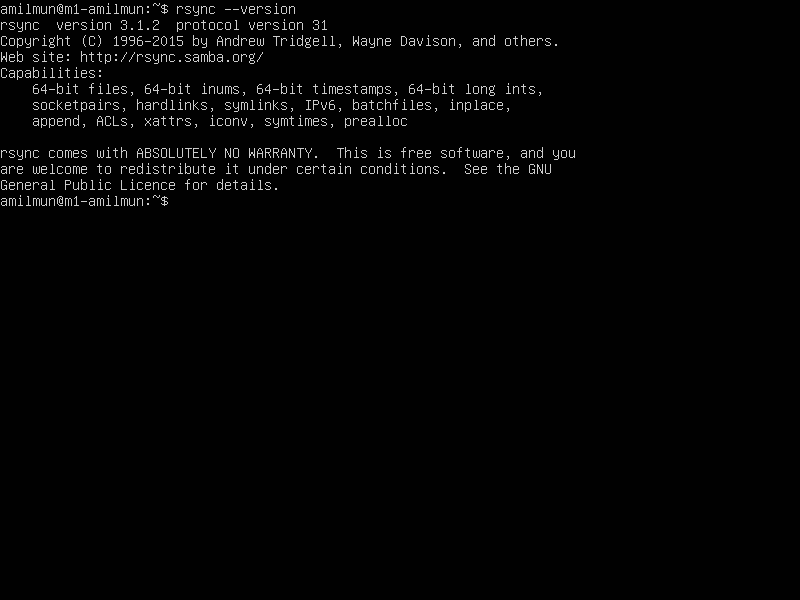 amilmun@m1-amilmun:~$ rsync --version
rsync  version 3.1.2  protocol version 31
Copyright (C) 1996-2015 by Andrew Tridgell, Wayne Davison, and others.
Web site: http://rsync.samba.org/
Capabilities:
    64-bit files, 64-bit inums, 64-bit timestamps, 64-bit long ints,
    socketpairs, hardlinks, symlinks, IPv6, batchfiles, inplace,
    append, ACLs, xattrs, iconv, symtimes, prealloc

rsync comes with ABSOLUTELY NO WARRANTY.  This is free software, and you
are welcome to redistribute it under certain conditions.  See the GNU
General Public Licence for details.
amilmun@m1-amilmun:~$